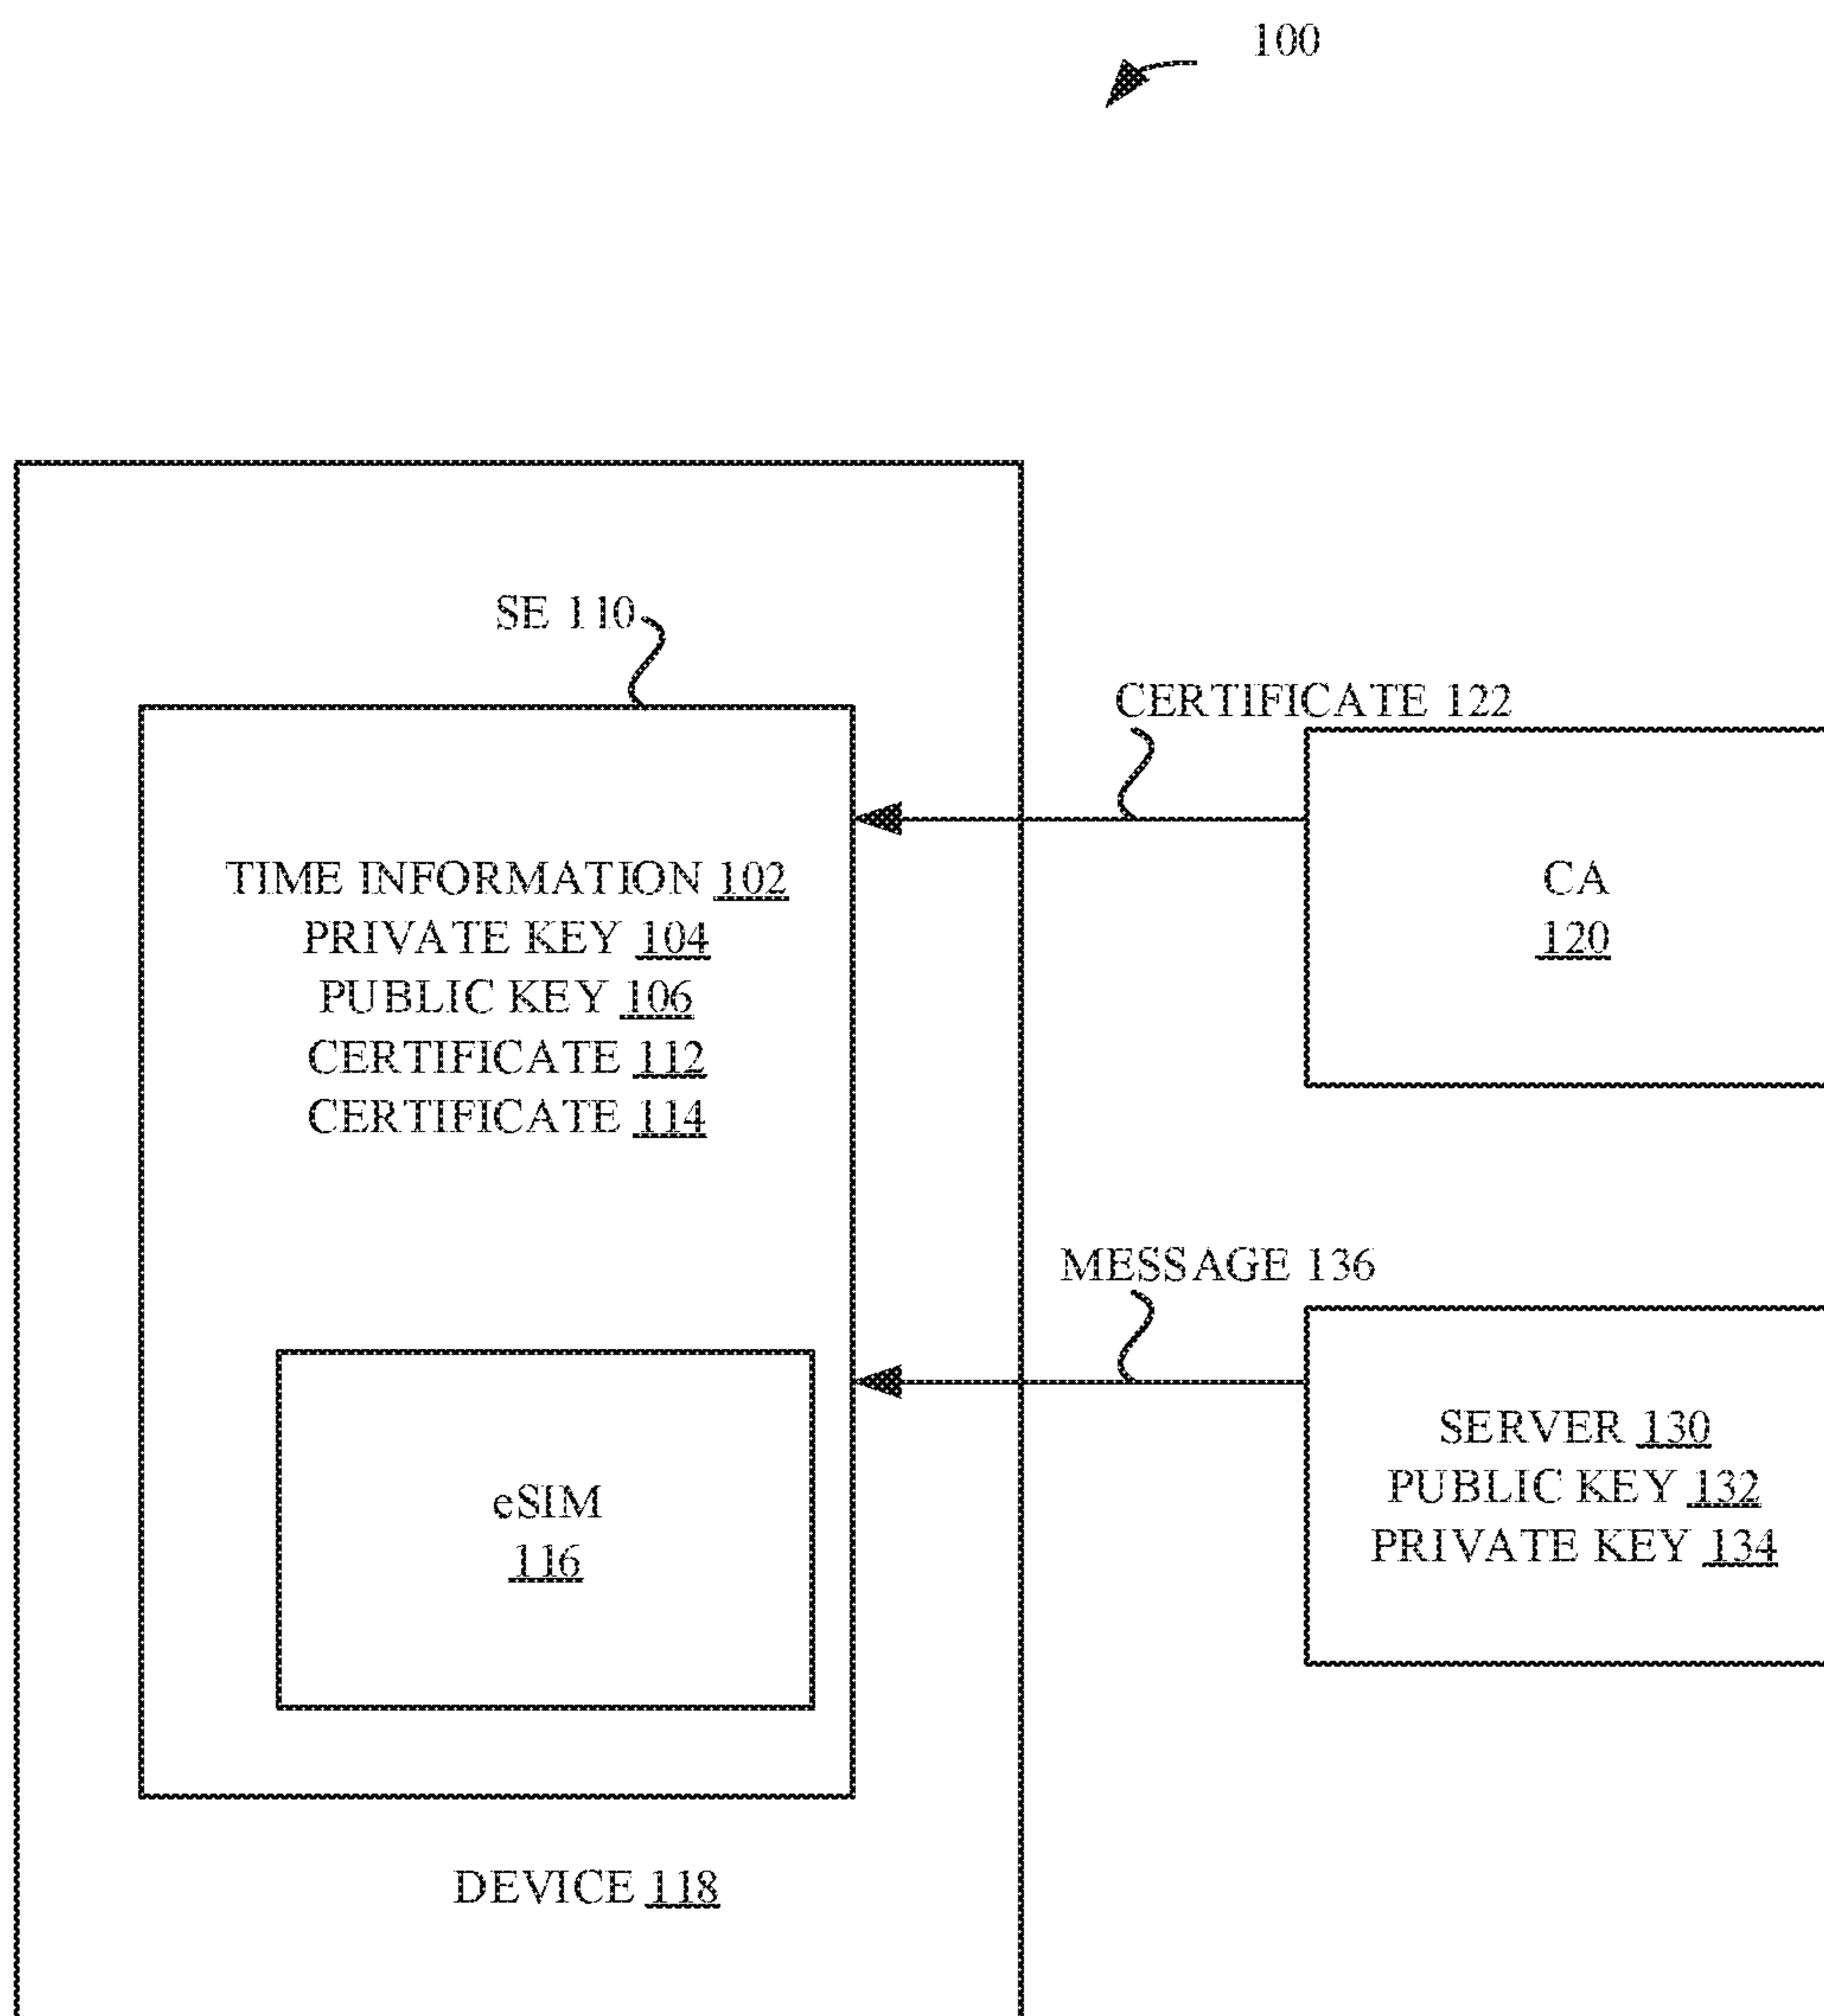 100
SE 110
CERTIFICATE 122
TIME INFORMATION 102
PRIVATE KEY 104
PUBLIC KEY 106
CERTIFICATE 112
CERTIFICATE 114
CA
120
MESSAGE 136
SERVER 130
PUBLIC KEY 132
PRIVATE KEY 134
eSIM
116
DEVICE 118